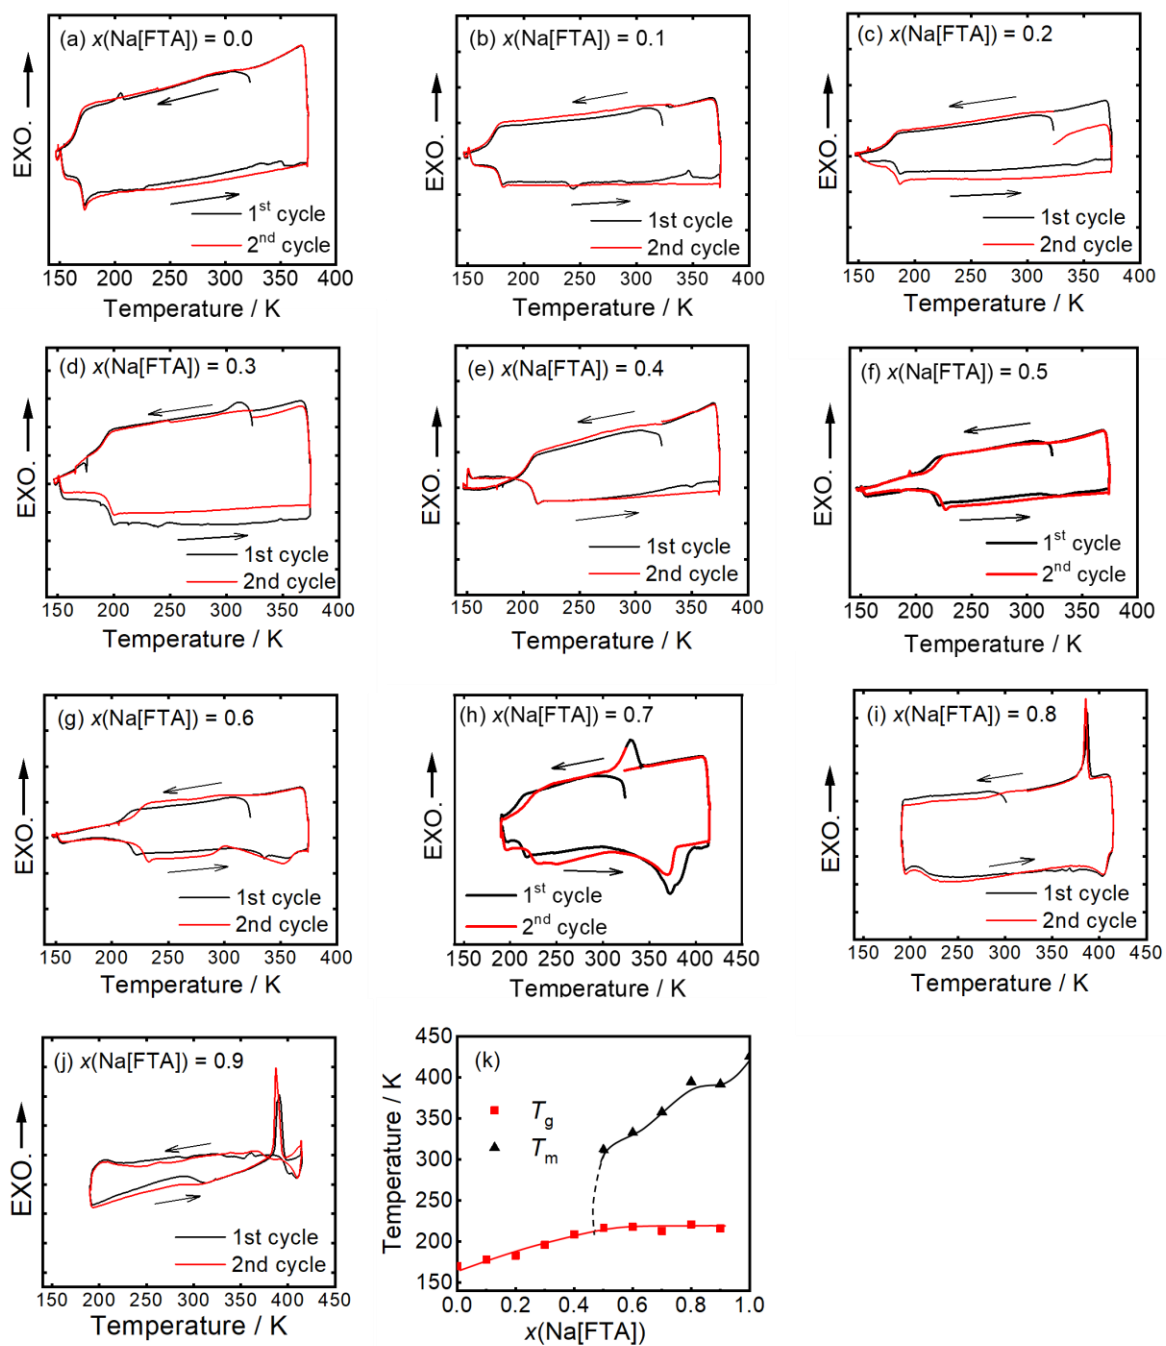 (a) x(Na[FTA]) = 0.0
EXO.
1st cycle
2nd cycle
150 200 250 300 350 400
Temperature / K
(b) x(Na[FTA]) = 0.1
EXO.
1st cycle
2nd cycle
150 200 250 300 350 400
Temperature / K
(c) x(Na[FTA]) = 0.2
EXO.
1st cycle
2nd cycle
150 200 250 300 350 400
Temperature / K
(d) x(Na[FTA]) = 0.3
EXO.
1st cycle
2nd cycle
150 200 250 300 350 400
Temperature / K
(e) x(Na[FTA]) = 0.4
EXO.
1st cycle
2nd cycle
150 200 250 300 350 400
Temperature / K
(f) x(Na[FTA]) = 0.5
EXO.
1st cycle
2nd cycle
150 200 250 300 350 400
Temperature / K
(g) x(Na[FTA]) = 0.6
EXO.
1st cycle
2nd cycle
150 200 250 300 350 400
Temperature / K
(h) x(Na[FTA]) = 0.7
EXO.
1st cycle
2nd cycle
150 200 250 300 350 400 450
Temperature / K
(i) x(Na[FTA]) = 0.8
EXO.
1st cycle
2nd cycle
150 200 250 300 350 400 450
Temperature / K
(j) x(Na[FTA]) = 0.9
EXO.
1st cycle
2nd cycle
150 200 250 300 350 400 450
Temperature / K
(k)
Tg
Tm
Temperature / K
450
400
350
300
250
200
150
0.0 0.2 0.4 0.6 0.8 1.0
x(Na[FTA])